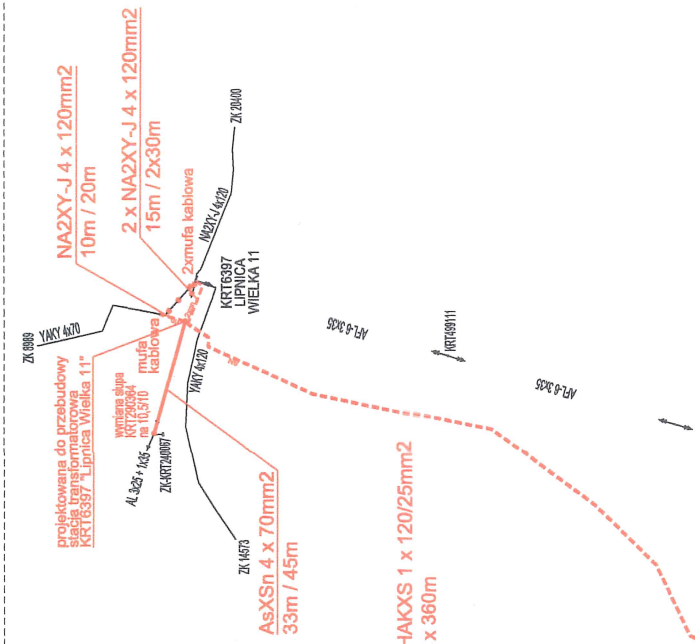 NA2XY-J 4 x 120mm2
10m / 20m
2 x NA2XY-J 4 x 120mm2
15m / 2x30m
ZK 20400
NA2XY-J 4x120
2xmufa kablowa
KRT6397
LIPNICA
WIELKA 11
ZK 8989
YAKY 4x70
mufa
kablowa
projektowana do przebudowy
stacja transformatorowa
KRT6397 "Lipnica Wielka 11"
wymiana słupa
KRT290364
na 10,5/10
AL 3x25 + 1x35
ZK-KRT240067
YAKY 4x120
ZK 14573
AsXSn 4 x 70mm2
33m / 45m
AFL-6 3x35
KRT499111
AFL-6 3x35
HAKXS 1 x 120/25mm2
x 360m